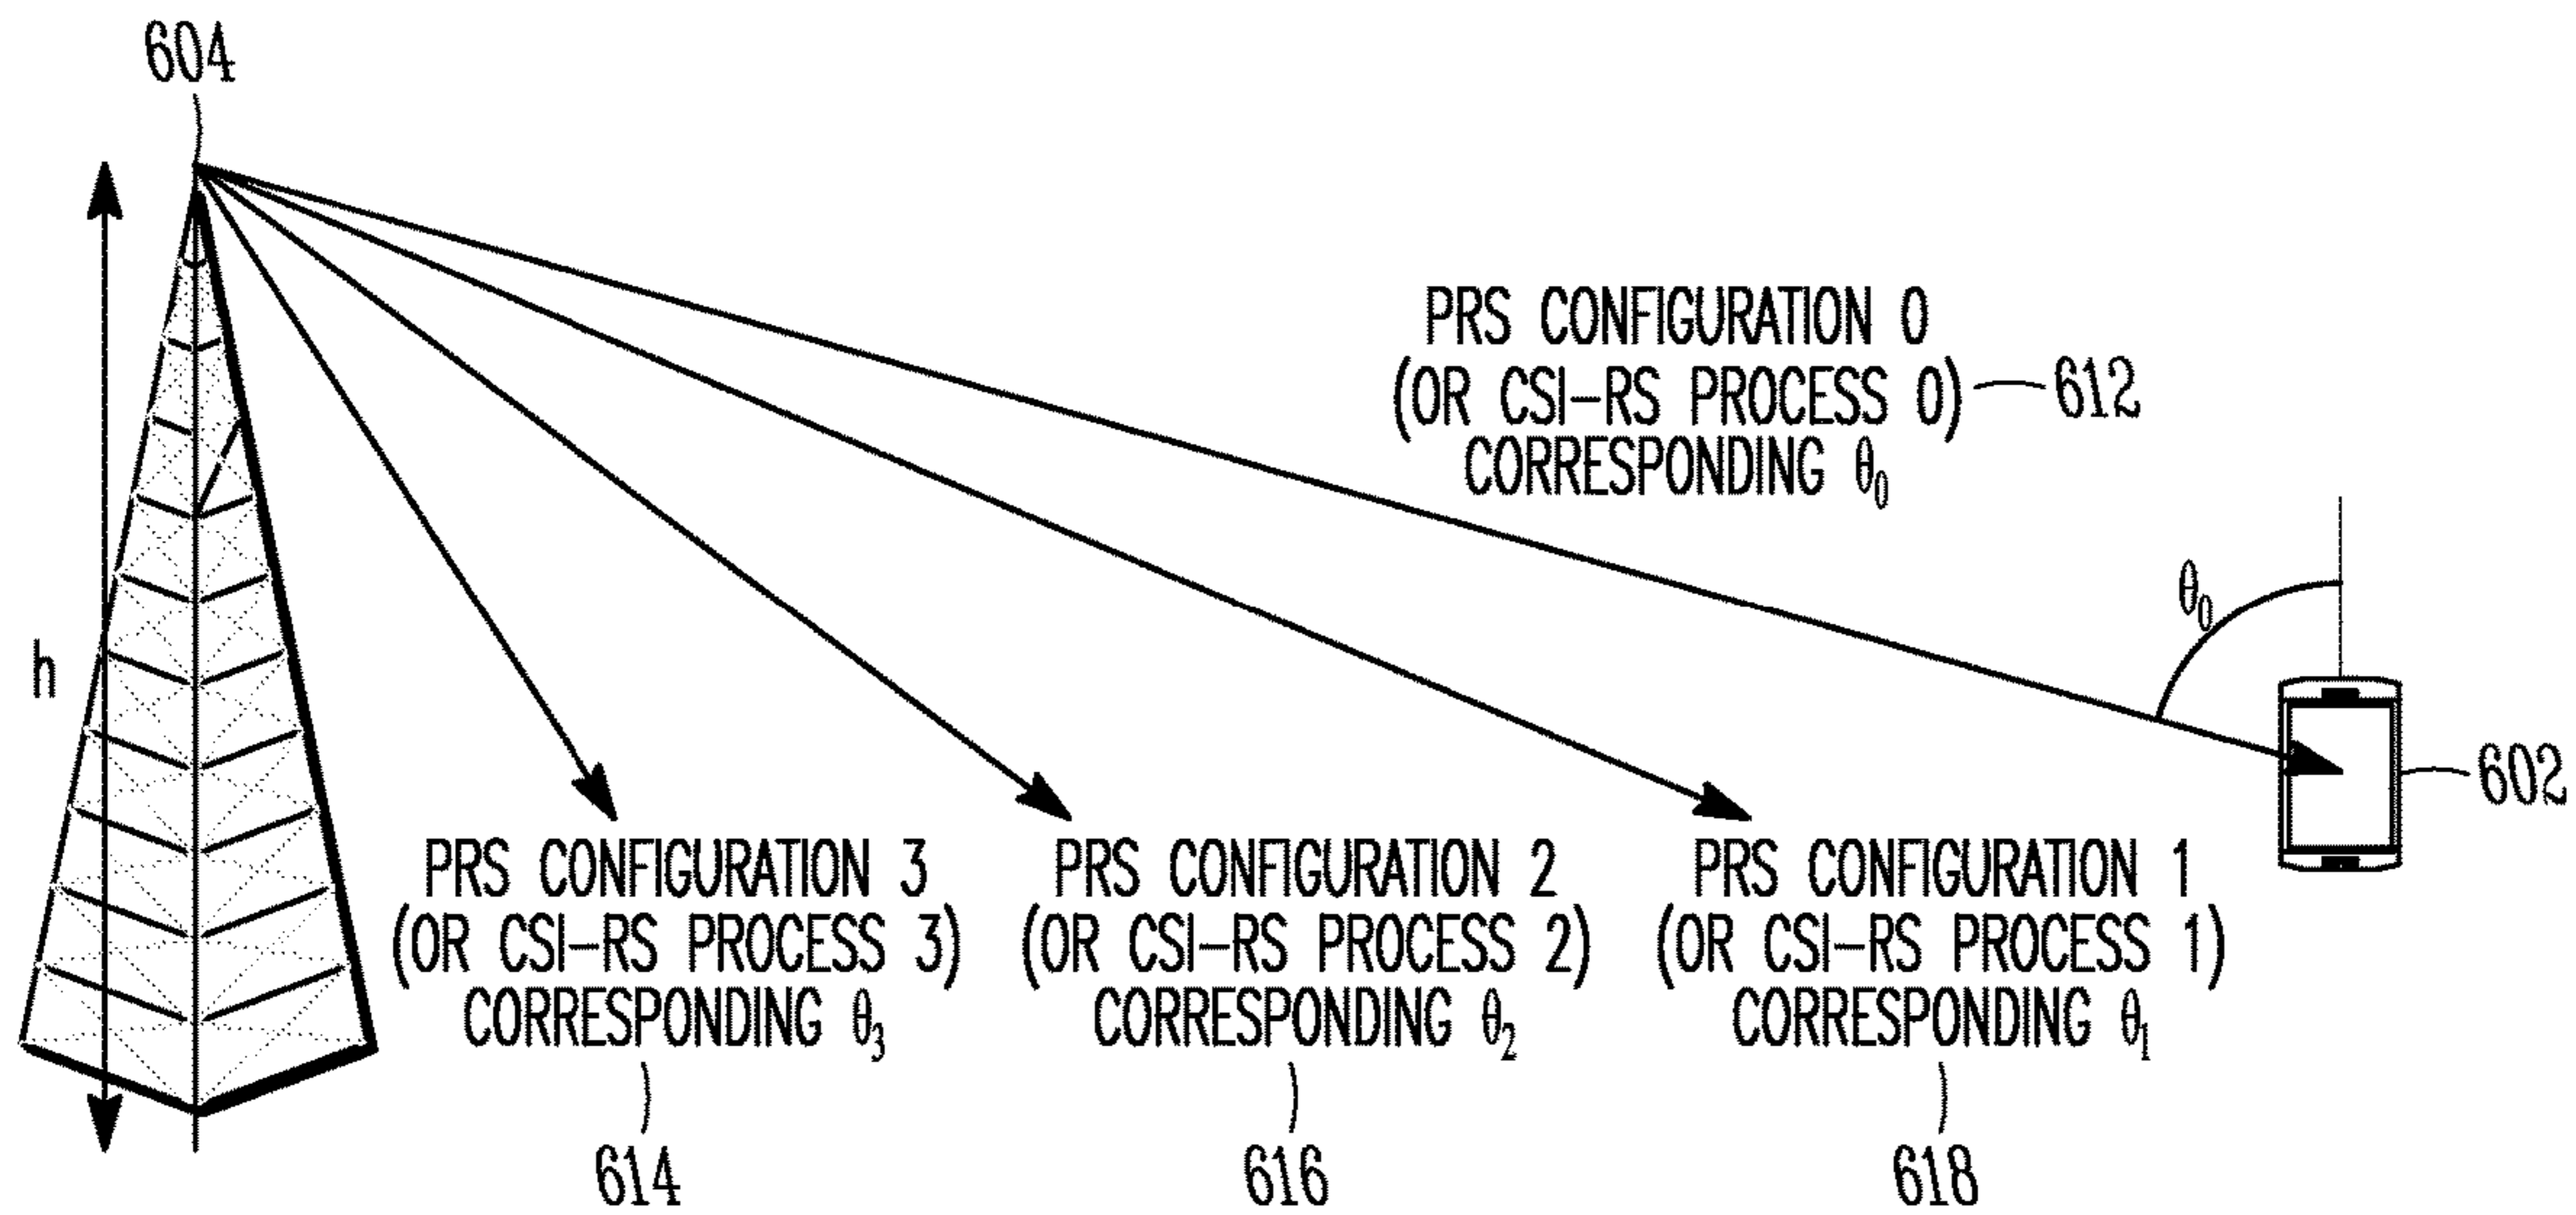 604
PRS CONFIGURATION 0
(OR CSI-RS PROCESS 0)
CORRESPONDING θ₀
612
θ₀
h
602
PRS CONFIGURATION 3
(OR CSI-RS PROCESS 3)
CORRESPONDING θ₃
614
PRS CONFIGURATION 2
(OR CSI-RS PROCESS 2)
CORRESPONDING θ₂
616
PRS CONFIGURATION 1
(OR CSI-RS PROCESS 1)
CORRESPONDING θ₁
618